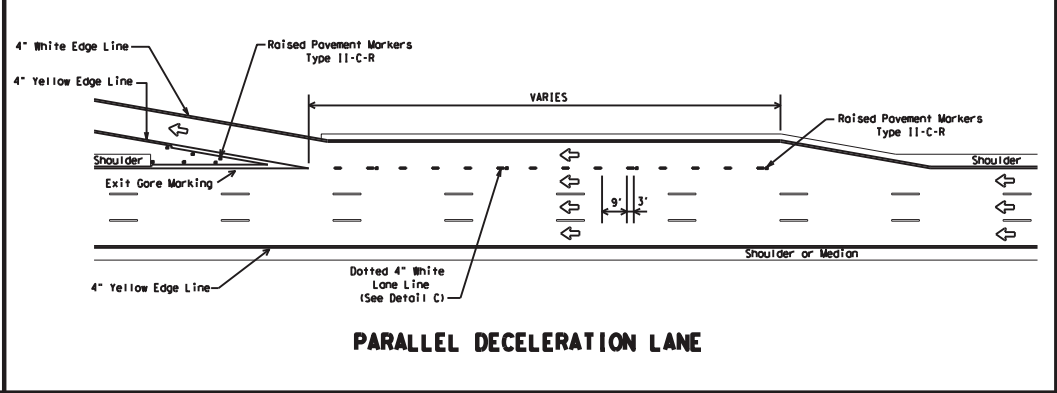 4" White Edge Line
Raised Pavement Markers
Type II-C-R
4" Yellow Edge Line
VARIES
Raised Pavement Markers
Type II-C-R
Shoulder
Shoulder
Exit Gore Marking
9'
3'
Shoulder or Median
Dotted 4" White
Lane Line
(See Detail C)
4" Yellow Edge Line
PARALLEL DECELERATION LANE